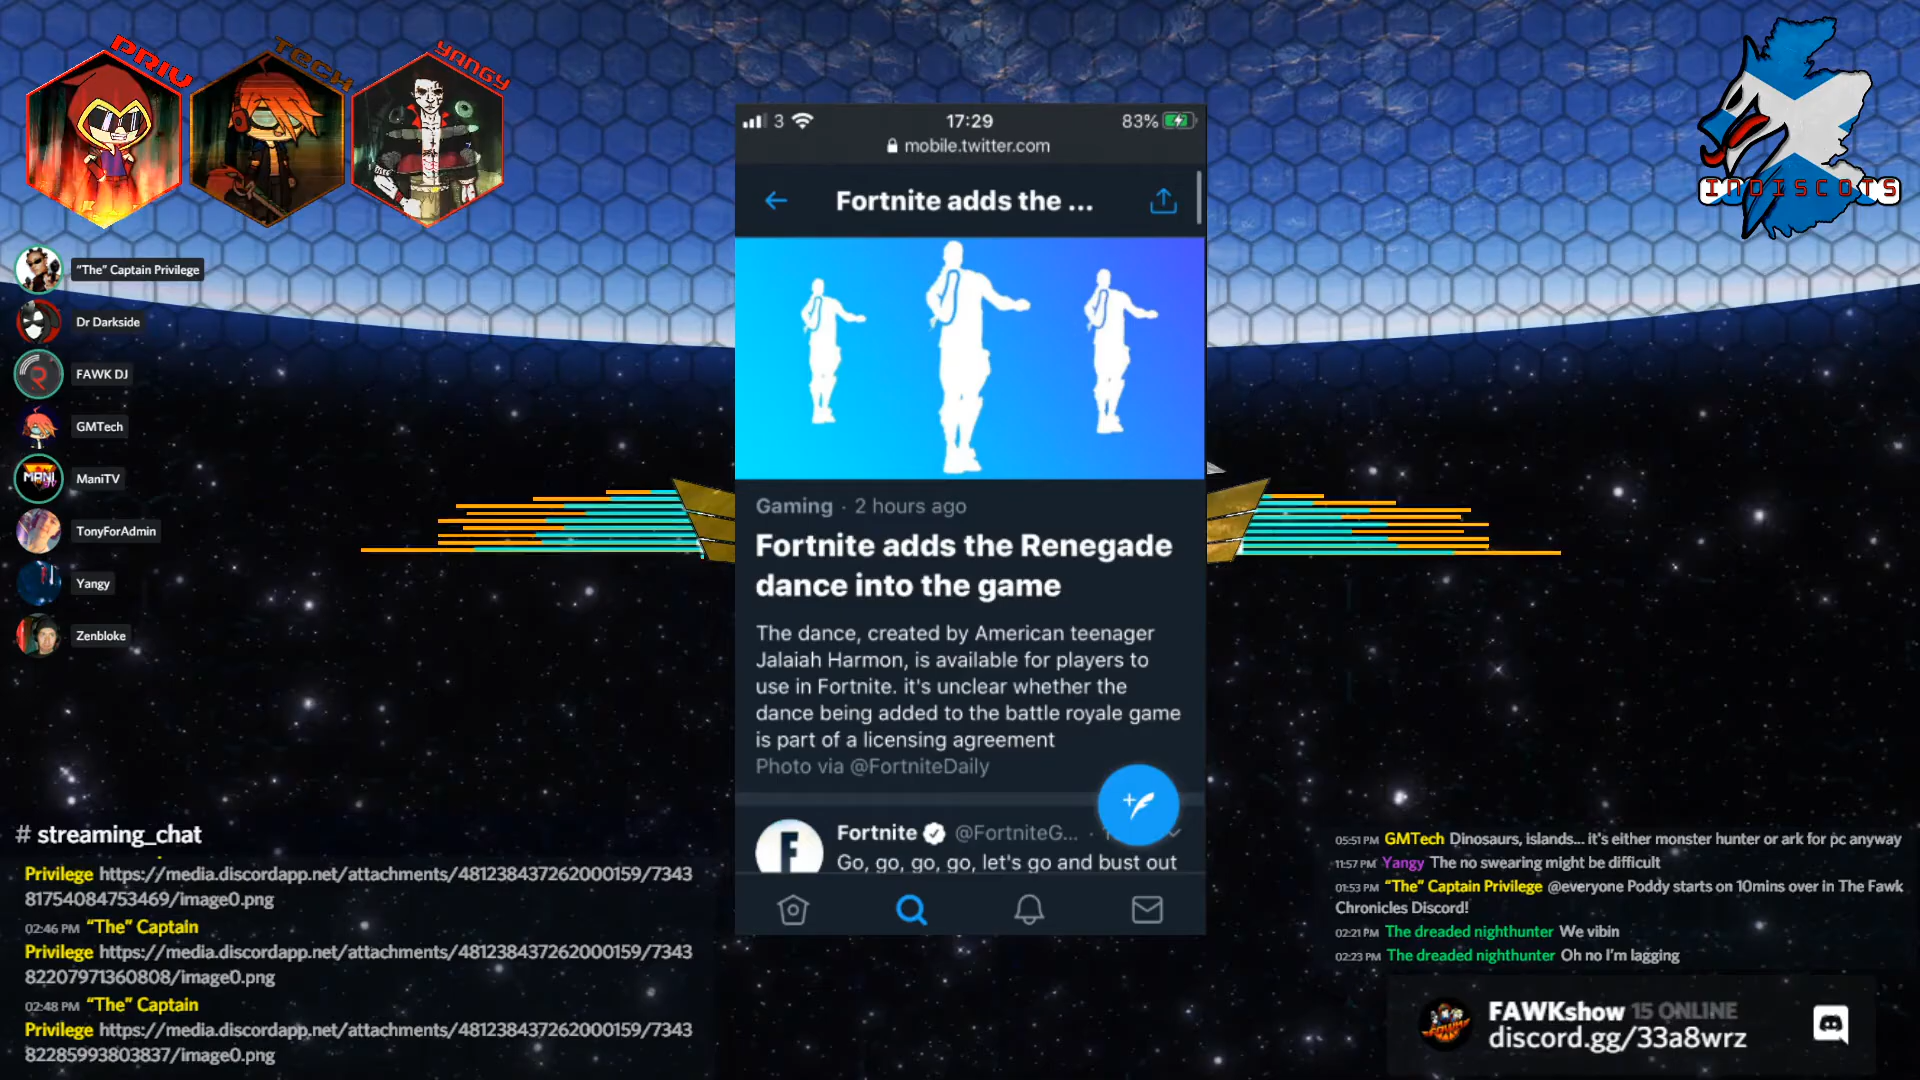 PRIV
TECH
YANGY
INDISCOTS
"The" Captain Privilege
Dr Darkside
FAWK DJ
GMTech
MANI
ManiTV
TonyForAdmin
Yangy
Zenbloke
3
17:29
83%
mobile.twitter.com
Fortnite adds the ...
Gaming · 2 hours ago
Fortnite adds the Renegade
dance into the game
The dance, created by American teenager
Jalaiah Harmon, is available for players to
use in Fortnite. it's unclear whether the
dance being added to the battle royale game
is part of a licensing agreement
Photo via @FortniteDaily
F
Fortnite @FortniteG... ·
Go, go, go, go, let's go and bust out
# streaming_chat
Privilege https://media.discordapp.net/attachments/481238437262000159/7343
81754084753469/image0.png
02:46 PM "The" Captain
Privilege https://media.discordapp.net/attachments/481238437262000159/7343
82207971360808/image0.png
02:48 PM "The" Captain
Privilege https://media.discordapp.net/attachments/481238437262000159/7343
82285993803837/image0.png
05:51 PM GMTech Dinosaurs, islands... it's either monster hunter or ark for pc anyway
11:57 PM Yangy The no swearing might be difficult
01:53 PM "The" Captain Privilege @everyone Poddy starts on 10mins over in The Fawk
Chronicles Discord!
02:21 PM The dreaded nighthunter We vibin
02:23 PM The dreaded nighthunter Oh no I'm lagging
FAWKshow 15 ONLINE
discord.gg/33a8wrz